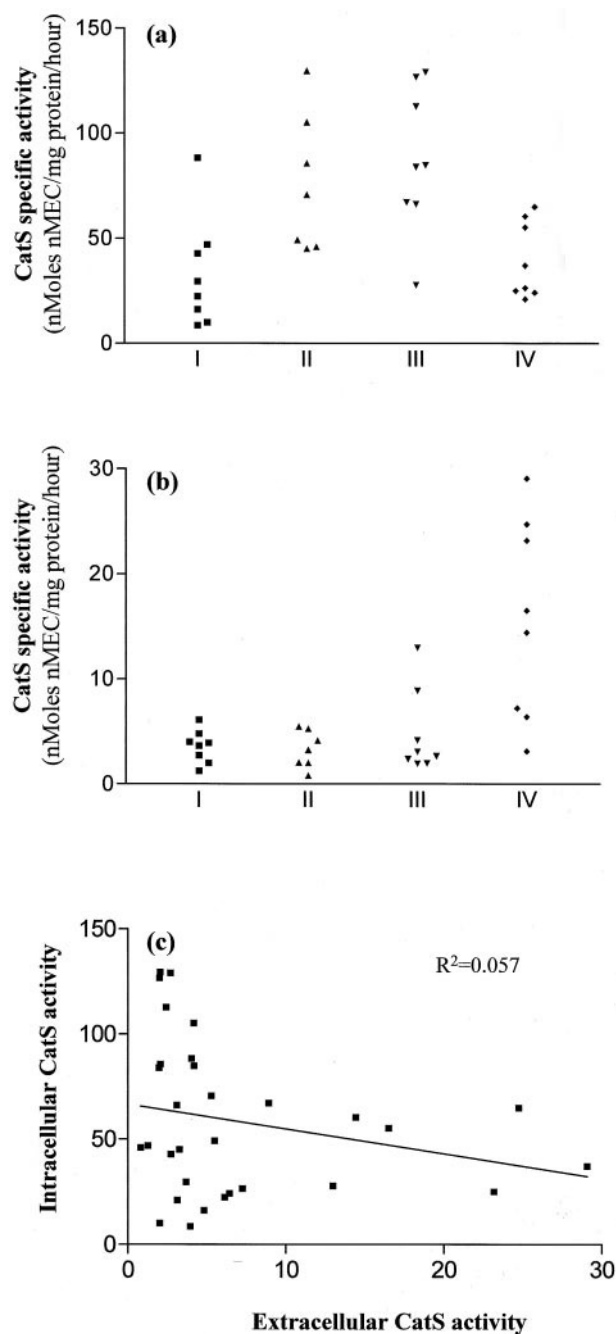 (a)
CatS specific activity
(nMoles nMEC/mg protein/hour)
150
100
50
0
I II III IV
(b)
CatS specific activity
(nMoles nMEC/mg protein/hour)
30
20
10
0
I II III IV
(c)
R²=0.057
Intracellular CatS activity
150
100
50
0
0 10 20 30
Extracellular CatS activity